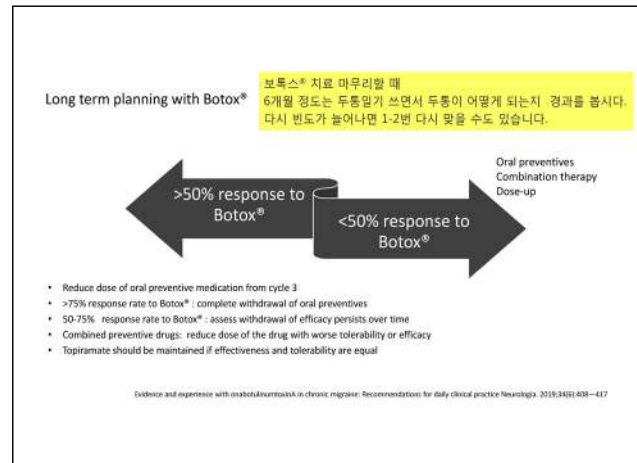 Long term planning with Botox®
보톡스® 치료 마무리할 때
6개월 정도는 두통일기 쓰면서 두통이 어떻게 되는지 경과를 봅시다.
다시 빈도가 늘어나면 1-2번 다시 맞을 수도 있습니다.
>50% response to
Botox®
<50% response to
Botox®
Oral preventives
Combination therapy
Dose-up
• Reduce dose of oral preventive medication from cycle 3
• >75% response rate to Botox® : complete withdrawal of oral preventives
• 50-75% response rate to Botox® : assess withdrawal of efficacy persists over time
• Combined preventive drugs: reduce dose of the drug with worse tolerability or efficacy
• Topiramate should be maintained if effectiveness and tolerability are equal
Evidence and experience with onabotulinumtoxinA in chronic migraine: Recommendations for daily clinical practice Neurologia. 2019;34(6):408—417